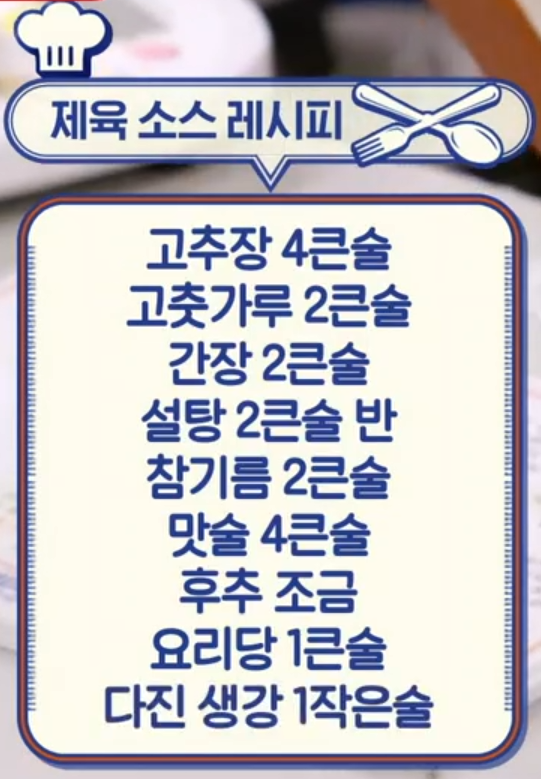 제육 소스 레시피
고추장 4큰술
고춧가루 2큰술
간장 2큰술
설탕 2큰술 반
참기름 2큰술
맛술 4큰술
후추 조금
요리당 1큰술
다진 생강 1작은술